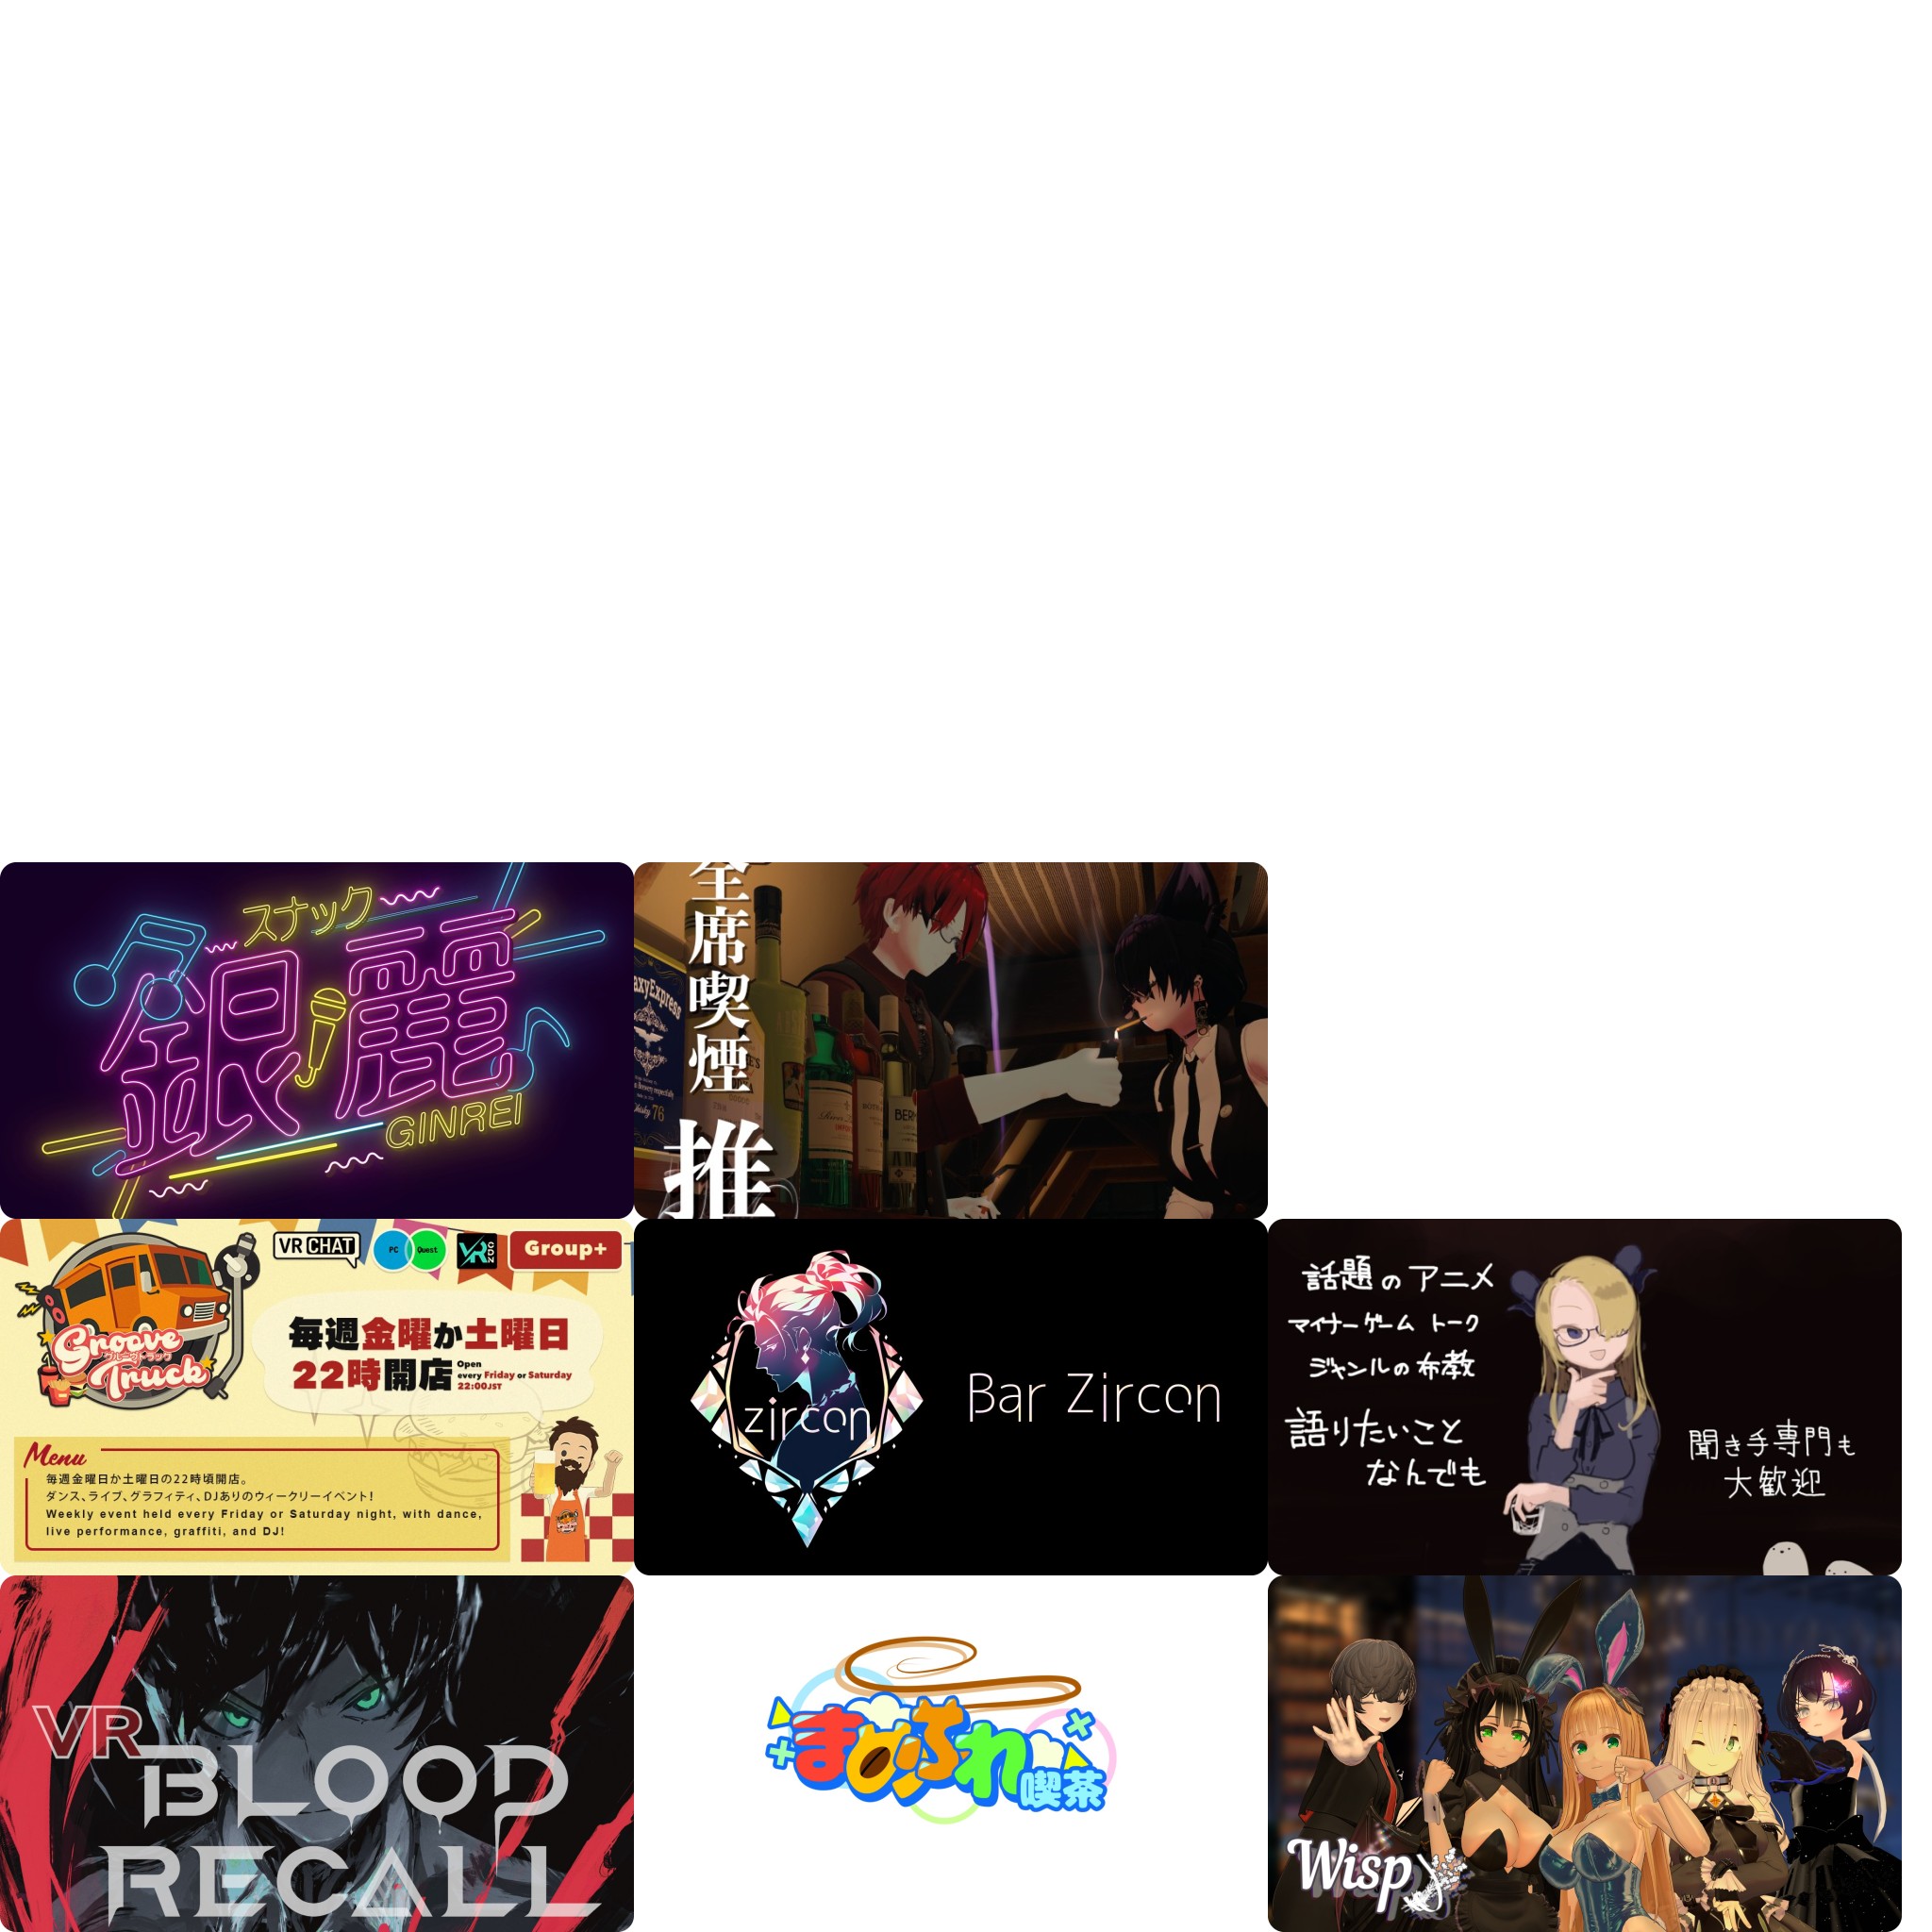 スナック
銀麗
GINREI
全席喫煙
推
axyExpress
Whisky 76
BER
VRCHAT
PC
Quest
VR
Group+
Groove
グルーヴトラック
Truck
毎週金曜か土曜日
22時開店
Open
every Friday or Saturday
22:00JST
Menu
毎週金曜日か土曜日の22時頃開店。
ダンス、ライブ、グラフィティ、DJありのウィークリーイベント!
Weekly event held every Friday or Saturday night, with dance,
live performance, graffiti, and DJ!
zircon
Bar Zircon
話題のアニメ
マイナーゲーム トーク
ジャンルの布教
語りたいこと
なんでも
聞き手専門も
大歓迎
VR
BLOOD
RECALL
まめふれ
喫茶
Wisp